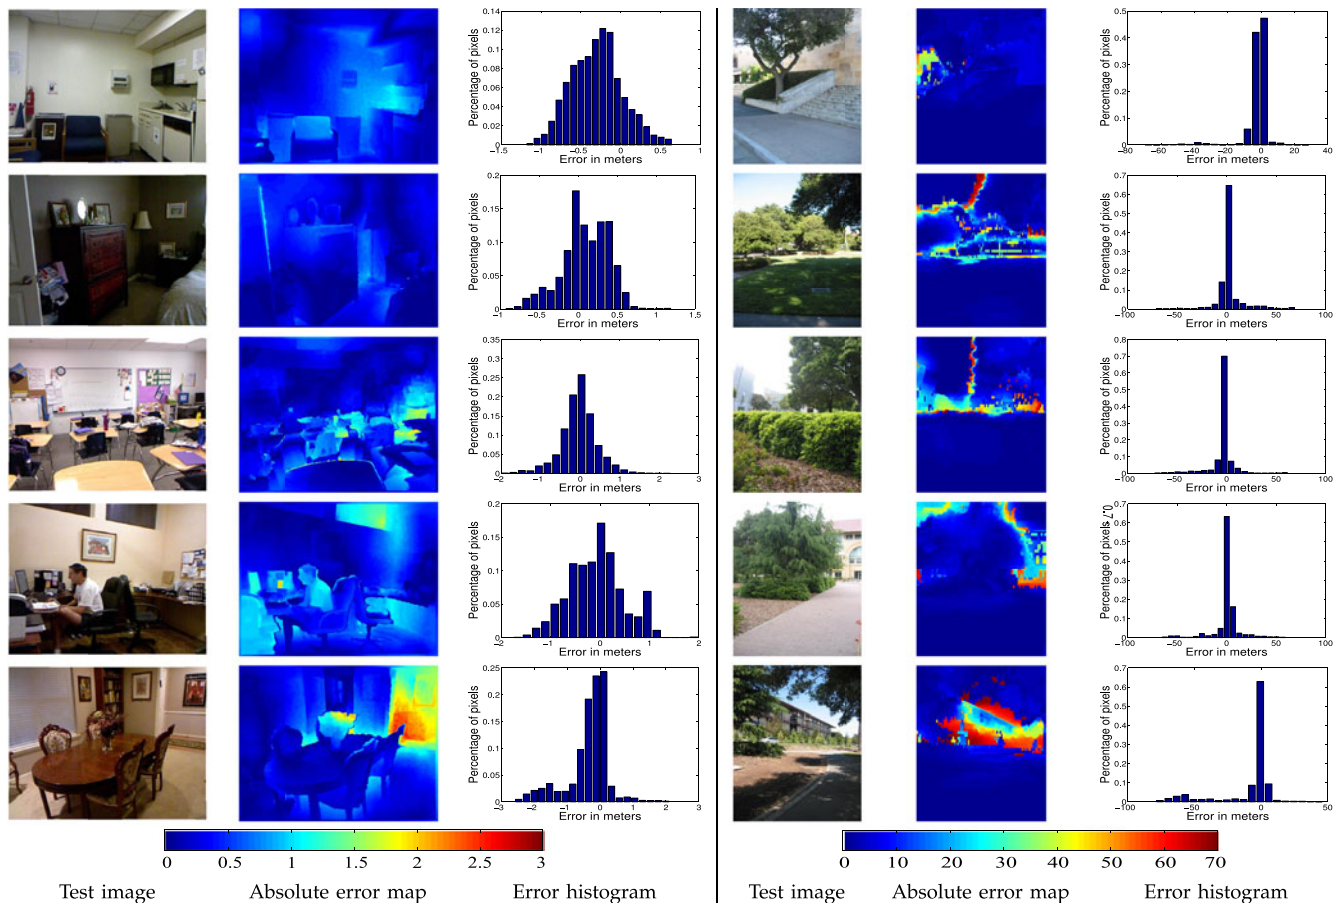 0.14
0.12
0.1
0.08
0.06
0.04
0.02
0
−1.5 −1 −0.5 0 0.5 1
Percentage of pixels
Error in meters
0.5
0.4
0.3
0.2
0.1
0
−80 −60 −40 −20 0 20 40
Percentage of pixels
Error in meters
0.2
0.15
0.1
0.05
0
−1 −0.5 0 0.5 1 1.5
Percentage of pixels
Error in meters
0.7
0.6
0.5
0.4
0.3
0.2
0.1
0
−100 −50 0 50 100
Percentage of pixels
Error in meters
0.35
0.3
0.25
0.2
0.15
0.1
0.05
0
−2 −1 0 1 2 3
Percentage of pixels
Error in meters
0.8
0.7
0.6
0.5
0.4
0.3
0.2
0.1
0
−100 −50 0 50 100
Percentage of pixels
Error in meters
0.2
0.15
0.1
0.05
0
−2 −1 0 1 2
Percentage of pixels
Error in meters
0.7
0.6
0.5
0.4
0.3
0.2
0.1
0
−100 −50 0 50 100
Percentage of pixels
0.7
Error in meters
0.25
0.2
0.15
0.1
0.05
0
−3 −2 −1 0 1 2 3
Percentage of pixels
Error in meters
0.7
0.6
0.5
0.4
0.3
0.2
0.1
0
−100 −50 0 50
Percentage of pixels
Error in meters
0 0.5 1 1.5 2 2.5 3
0 10 20 30 40 50 60 70
Test image Absolute error map Error histogram
Test image Absolute error map Error histogram